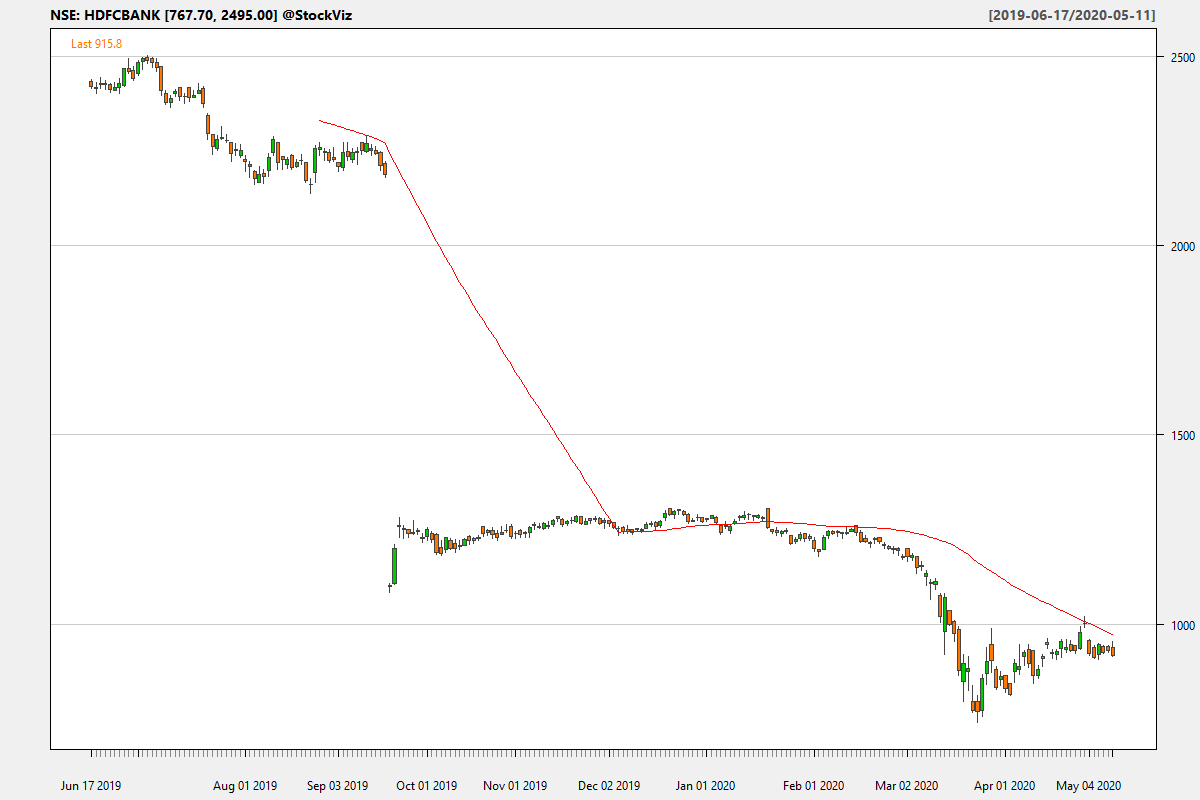 NSE: HDFCBANK [767.70, 2495.00] @StockViz
[2019-06-17/2020-05-11]
Last 915.8
2500
2000
1500
1000
Jun 17 2019 Aug 01 2019 Sep 03 2019 Oct 01 2019 Nov 01 2019 Dec 02 2019 Jan 01 2020 Feb 01 2020 Mar 02 2020 Apr 01 2020 May 04 2020